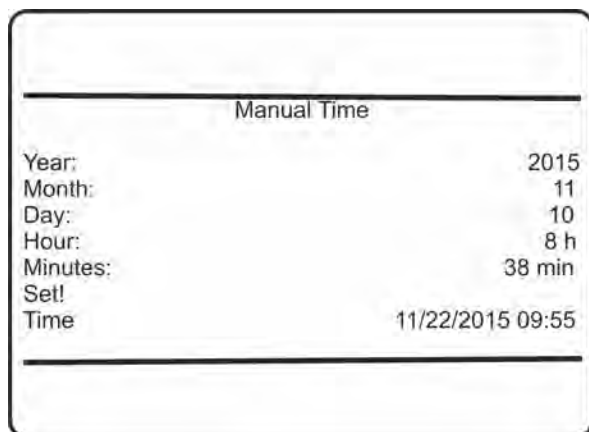 Manual Time
Year: 2015
Month: 11
Day: 10
Hour: 8 h
Minutes: 38 min
Set!
Time 11/22/2015 09:55